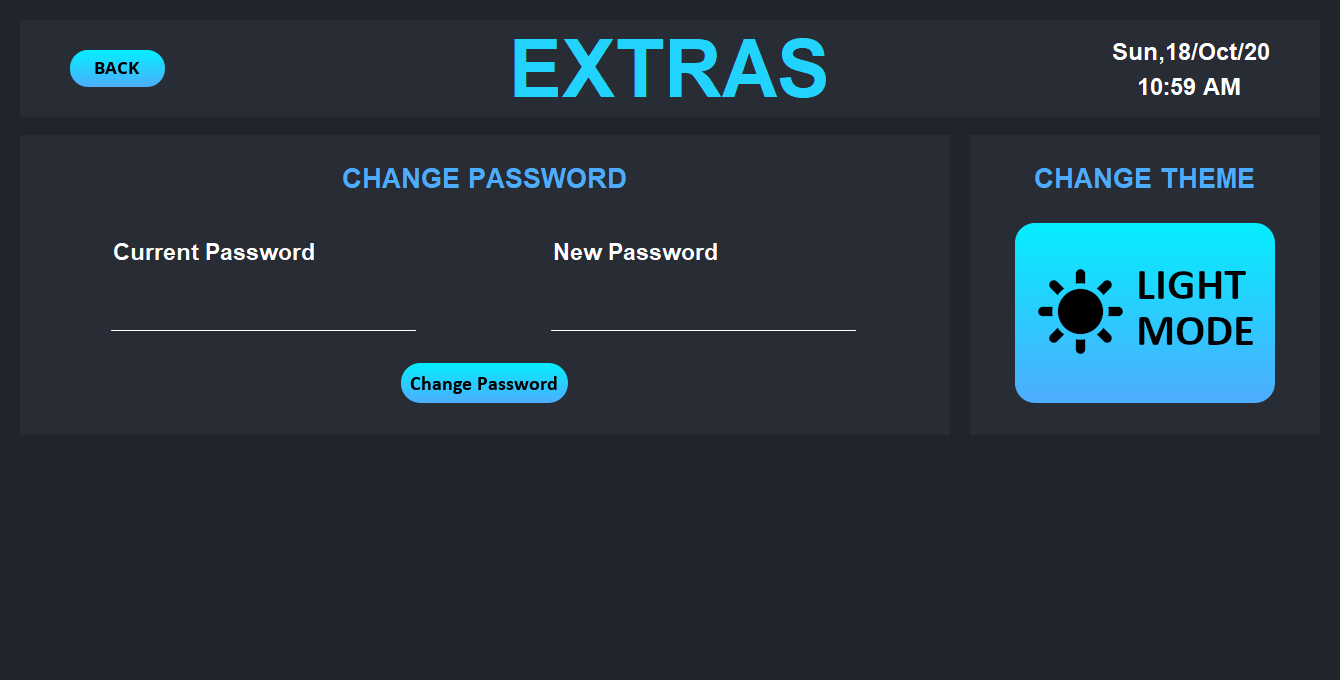 BACK
EXTRAS
Sun,18/Oct/20
10:59 AM
CHANGE PASSWORD
Current Password
New Password
Change Password
CHANGE THEME
LIGHT
MODE